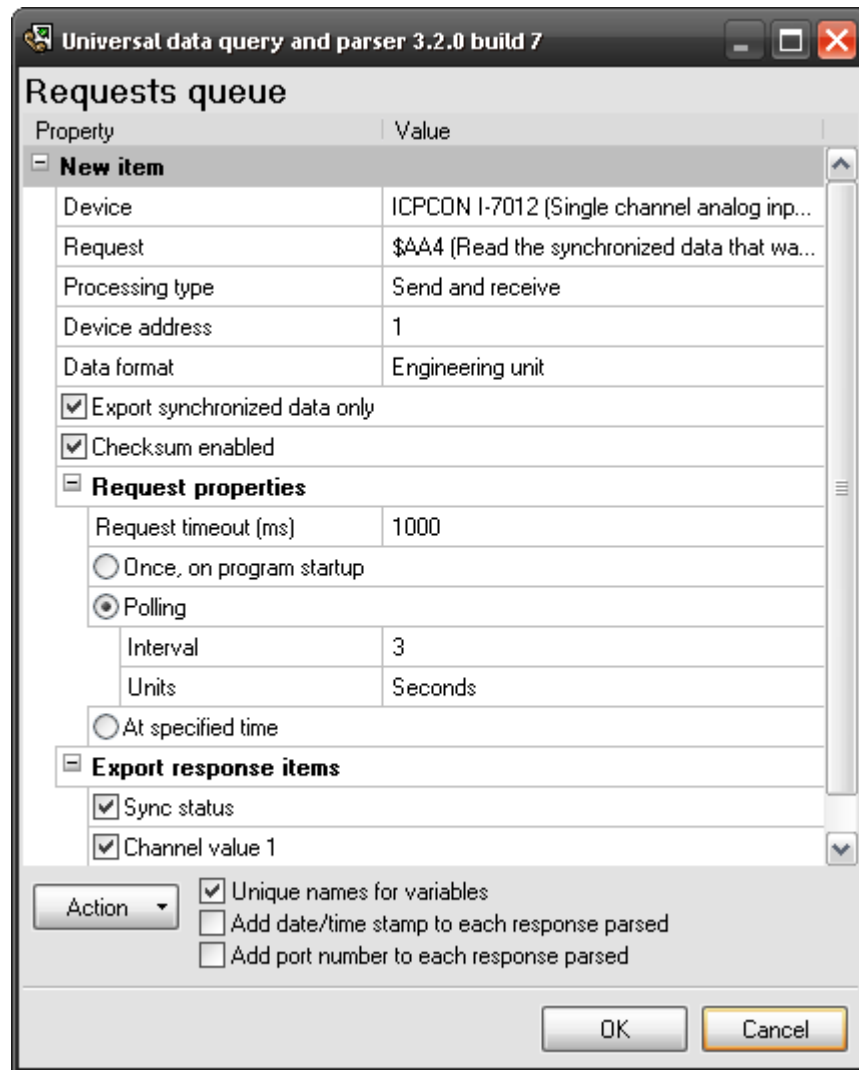 Universal data query and parser 3.2.0 build 7
Requests queue
Property Value
New item
Device ICPCON I-7012 (Single channel analog inp...
Request $AA4 (Read the synchronized data that wa...
Processing type Send and receive
Device address 1
Data format Engineering unit
Export synchronized data only
Checksum enabled
Request properties
Request timeout (ms) 1000
Once, on program startup
Polling
Interval 3
Units Seconds
At specified time
Export response items
Sync status
Channel value 1
Action
Unique names for variables
Add date/time stamp to each response parsed
Add port number to each response parsed
OK Cancel